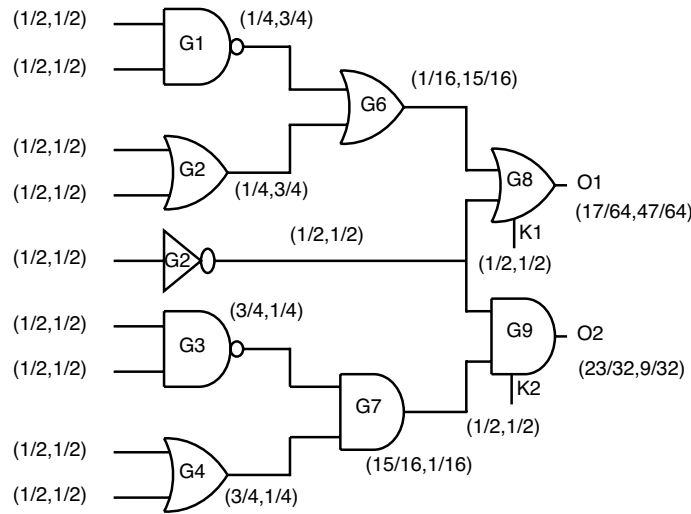 (1/2,1/2)
(1/4,3/4)
G1
(1/2,1/2)
(1/16,15/16)
G6
(1/2,1/2)
G2
(1/4,3/4)
(1/2,1/2)
G8
O1
(17/64,47/64)
K1
(1/2,1/2)
(1/2,1/2)
G2
(1/2,1/2)
(1/2,1/2)
(3/4,1/4)
G3
(1/2,1/2)
G9
O2
(23/32,9/32)
K2
(1/2,1/2)
G7
(15/16,1/16)
(1/2,1/2)
G4
(3/4,1/4)
(1/2,1/2)